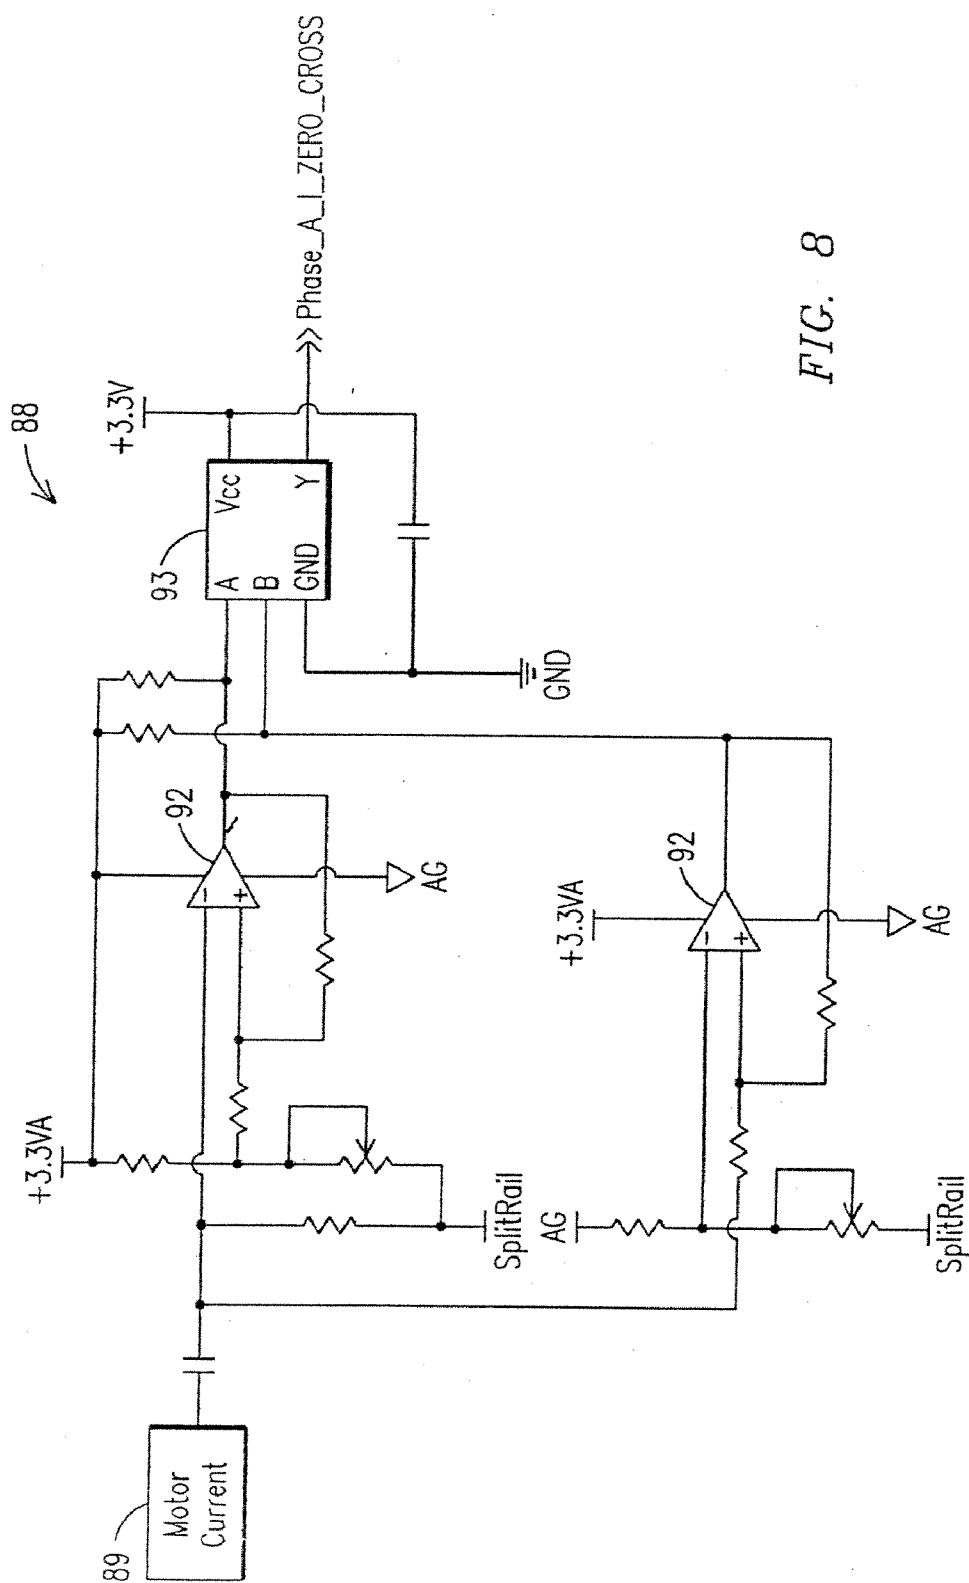 88
+3.3V
Phase_A_I_ZERO_CROSS
93
A
Vcc
B
GND
Y
GND
+3.3VA
92
-
+
AG
SplitRail
89
Motor
Current
+3.3VA
92
-
+
AG
AG
SplitRail
FIG. 8